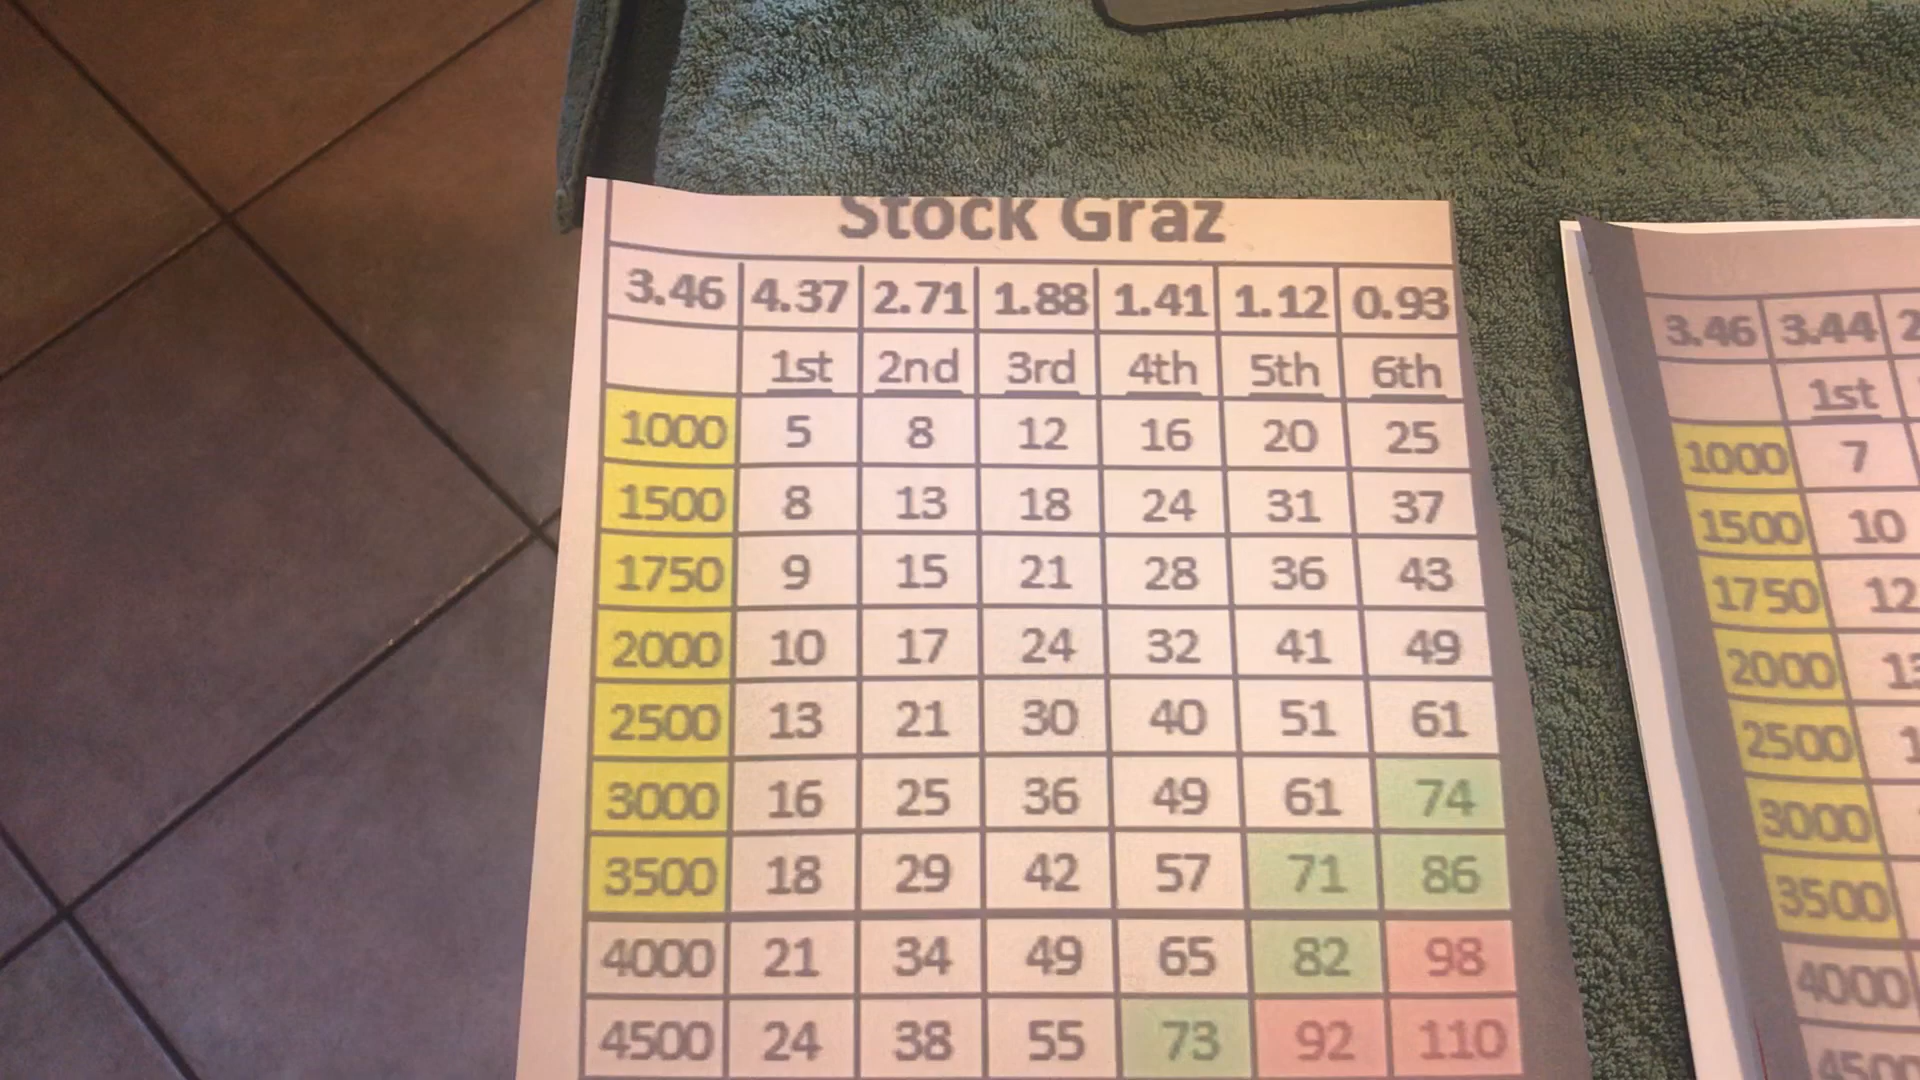 Stock Graz
3.46 4.37 2.71 1.88 1.41 1.12 0.93
1st 2nd 3rd 4th 5th 6th
1000 5 8 12 16 20 25
1500 8 13 18 24 31 37
1750 9 15 21 28 36 43
2000 10 17 24 32 41 49
2500 13 21 30 40 51 61
3000 16 25 36 49 61 74
3500 18 29 42 57 71 86
4000 21 34 49 65 82 98
4500 24 38 55 73 92 110
3.46 3.44
1st
1000 7
1500 10
1750 12
2000 13
2500
3000
3500
4000
4500